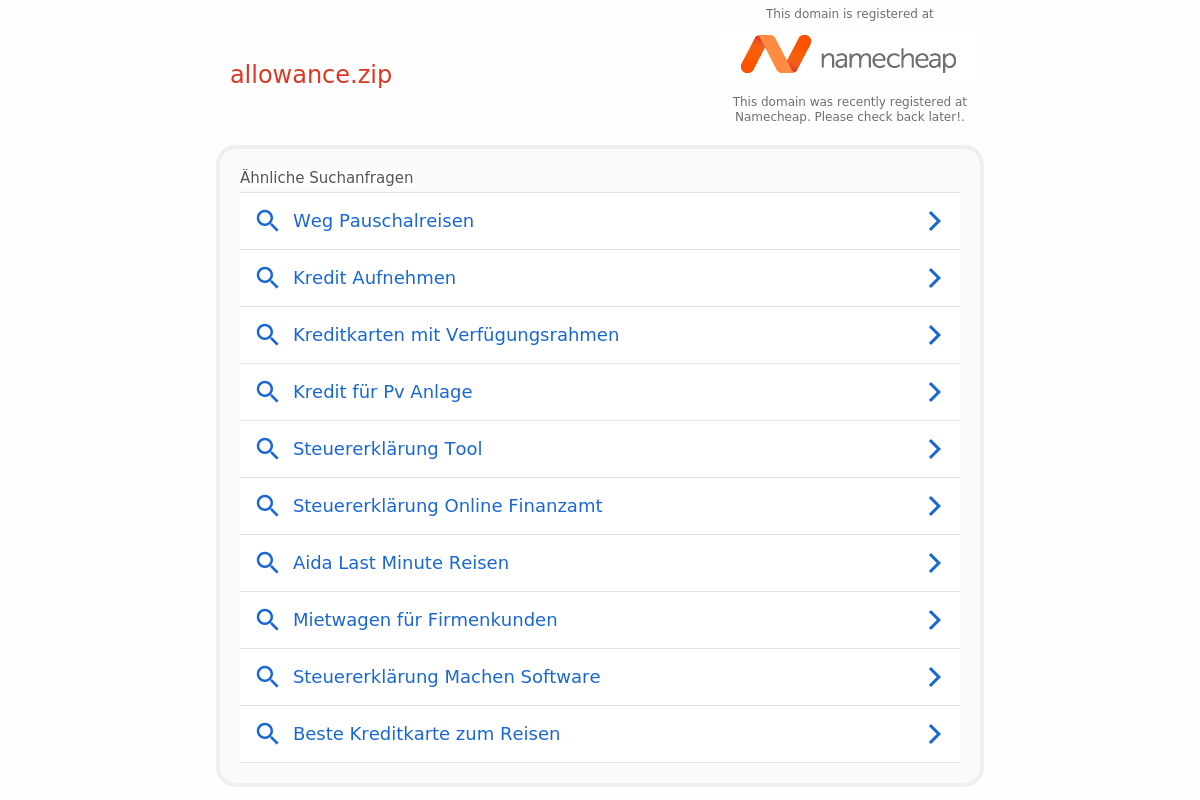 This domain is registered at
namecheap
allowance.zip
This domain was recently registered at
Namecheap. Please check back later!.
Ähnliche Suchanfragen
Weg Pauschalreisen
Kredit Aufnehmen
Kreditkarten mit Verfügungsrahmen
Kredit für Pv Anlage
Steuererklärung Tool
Steuererklärung Online Finanzamt
Aida Last Minute Reisen
Mietwagen für Firmenkunden
Steuererklärung Machen Software
Beste Kreditkarte zum Reisen